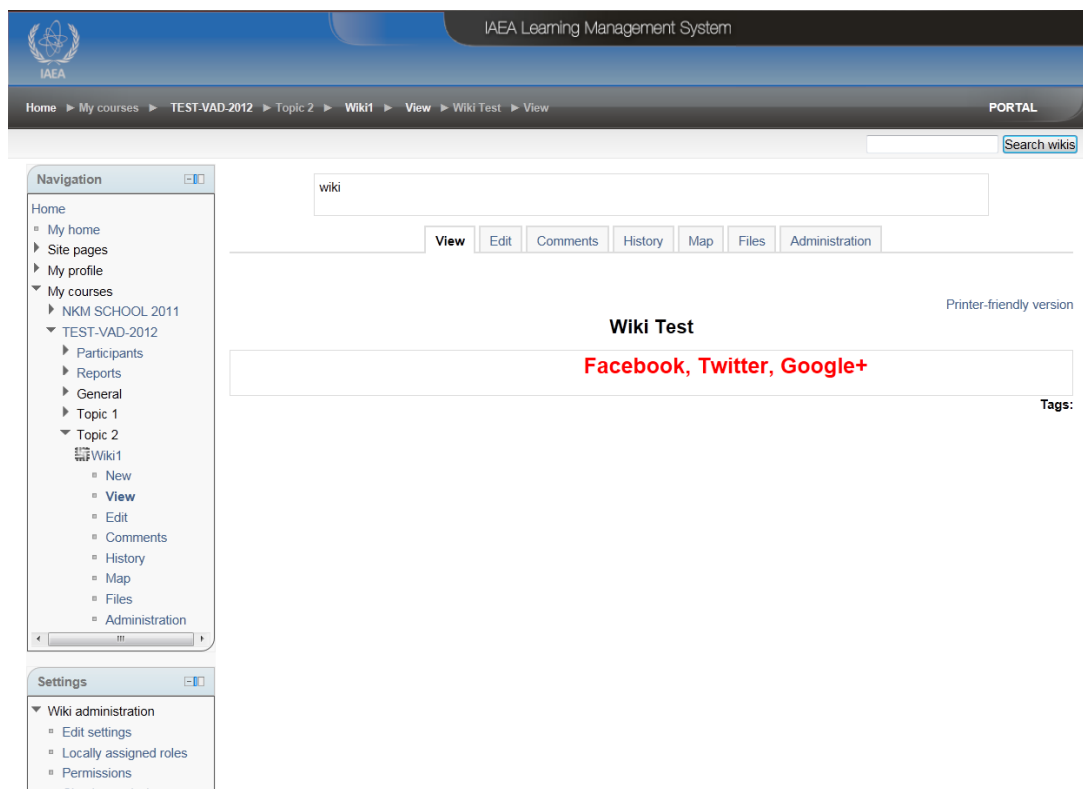 IAEA Learning Management System
IAEA
Home ► My courses ► TEST-VAD-2012 ► Topic 2 ► Wiki1 ► View ► Wiki Test ► View
PORTAL
Search wikis
Navigation
Home
My home
Site pages
My profile
My courses
NKM SCHOOL 2011
TEST-VAD-2012
Participants
Reports
General
Topic 1
Topic 2
Wiki1
New
View
Edit
Comments
History
Map
Files
Administration
Settings
Wiki administration
Edit settings
Locally assigned roles
Permissions
wiki
View Edit Comments History Map Files Administration
Printer-friendly version
Wiki Test
Facebook, Twitter, Google+
Tags: